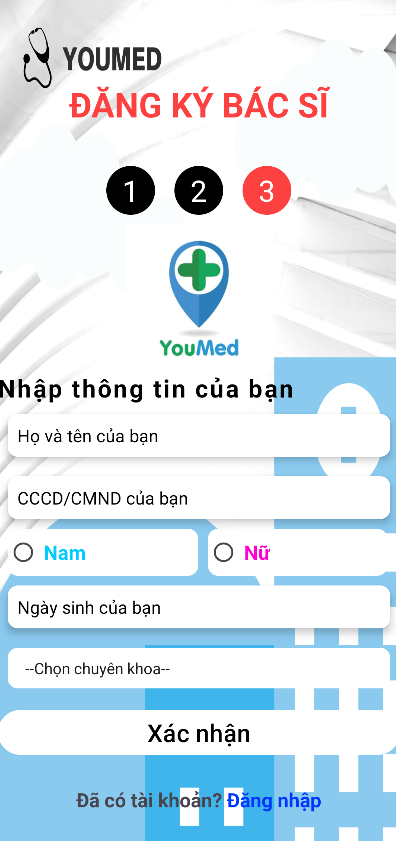 YOUMED
ĐĂNG KÝ BÁC SĨ
1 2 3
YouMed
Nhập thông tin của bạn
Họ và tên của bạn
CCCD/CMND của bạn
Nam Nữ
Ngày sinh của bạn
--Chọn chuyên khoa--
Xác nhận
Đã có tài khoản? Đăng nhập